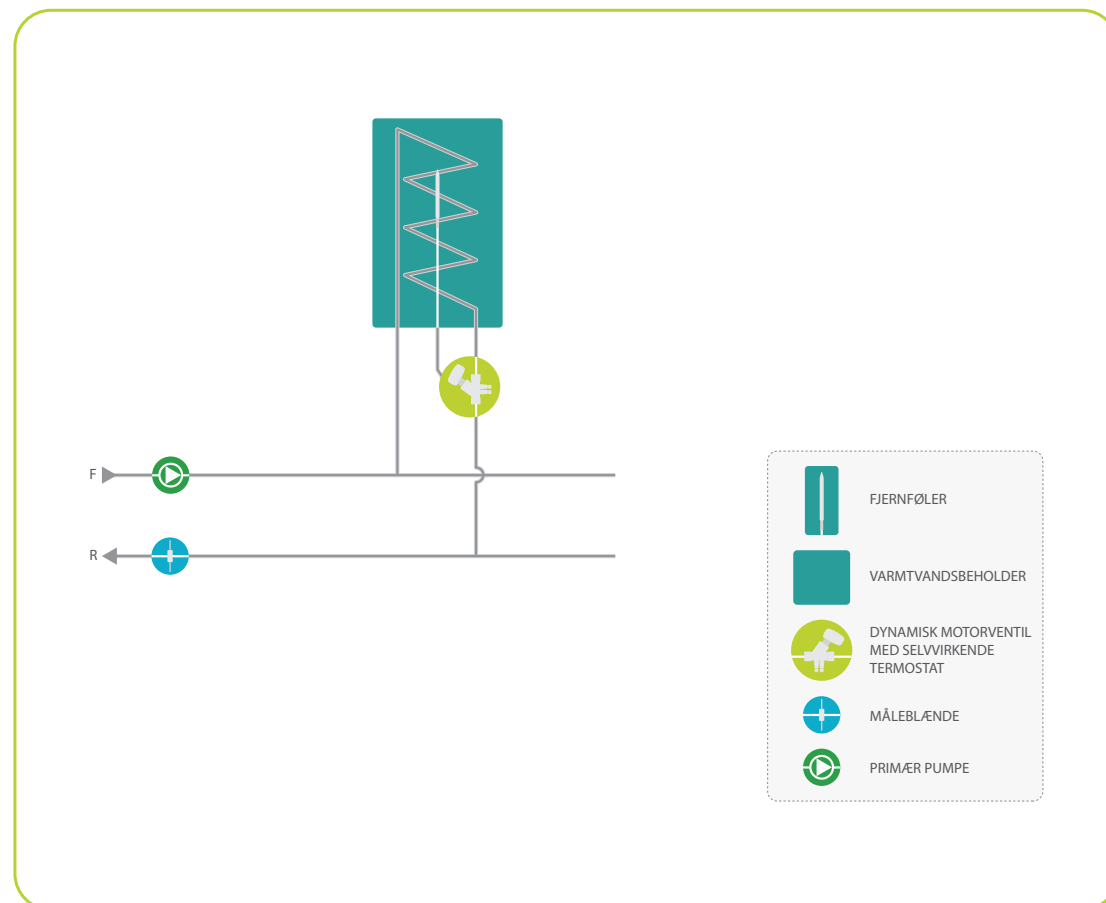 F
R
FJERNFØLER
VARMTVANDSBEHOLDER
DYNAMISK MOTORVENTIL
MED SELVVIRKENDE
TERMOSTAT
MÅLEBLÆNDE
PRIMÆR PUMPE